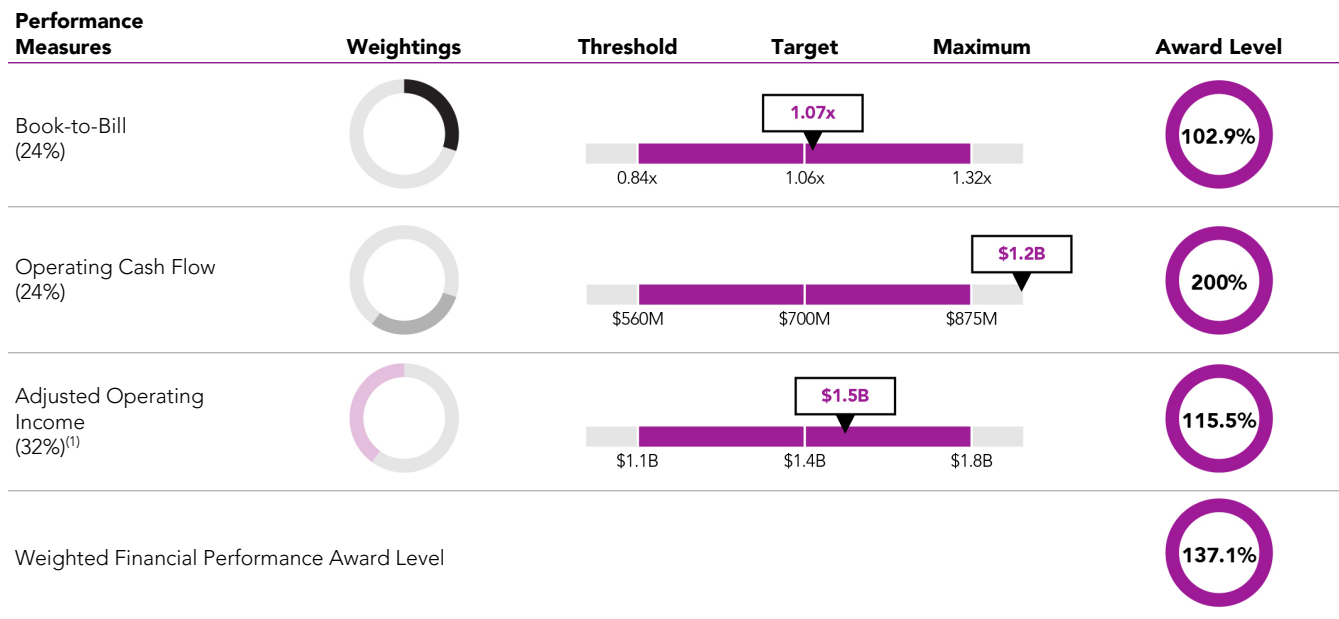 Performance
Measures
Weightings
Threshold
Target
Maximum
Award Level
Book-to-Bill
(24%)
1.07x
0.84x
1.06x
1.32x
102.9%
Operating Cash Flow
(24%)
$1.2B
$560M
$700M
$875M
200%
Adjusted Operating
Income
(32%)(1)
$1.5B
$1.1B
$1.4B
$1.8B
115.5%
Weighted Financial Performance Award Level
137.1%